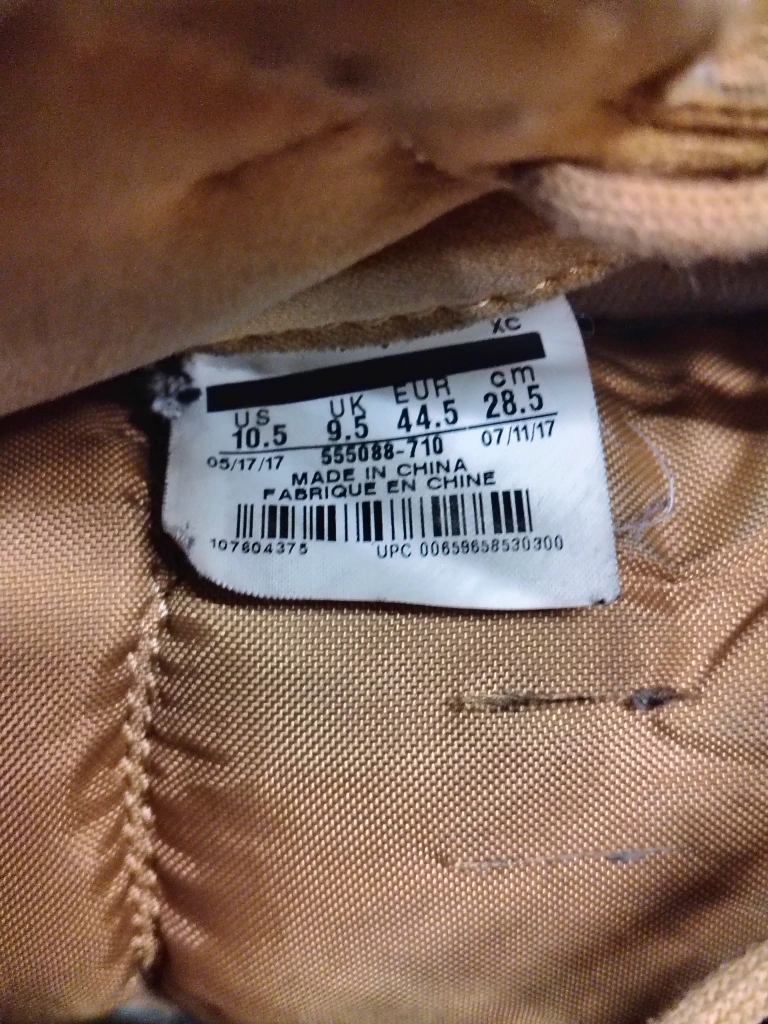 XC
US UK EUR cm
10.5 9.5 44.5 28.5
05/17/17 555088-710 07/11/17
MADE IN CHINA
FABRIQUE EN CHINE
107604375 UPC 00659658530300